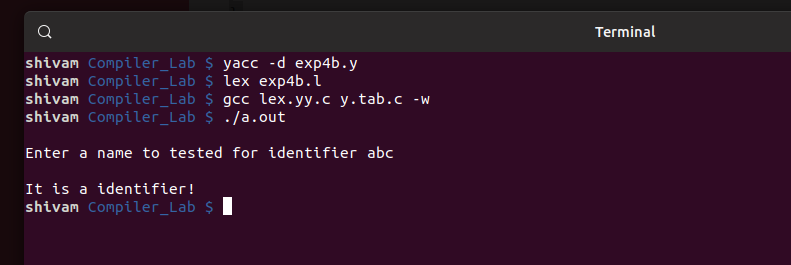 Terminal
shivam Compiler_Lab $ yacc -d exp4b.y
shivam Compiler_Lab $ lex exp4b.l
shivam Compiler_Lab $ gcc lex.yy.c y.tab.c -w
shivam Compiler_Lab $ ./a.out
Enter a name to tested for identifier abc
It is a identifier!
shivam Compiler_Lab $